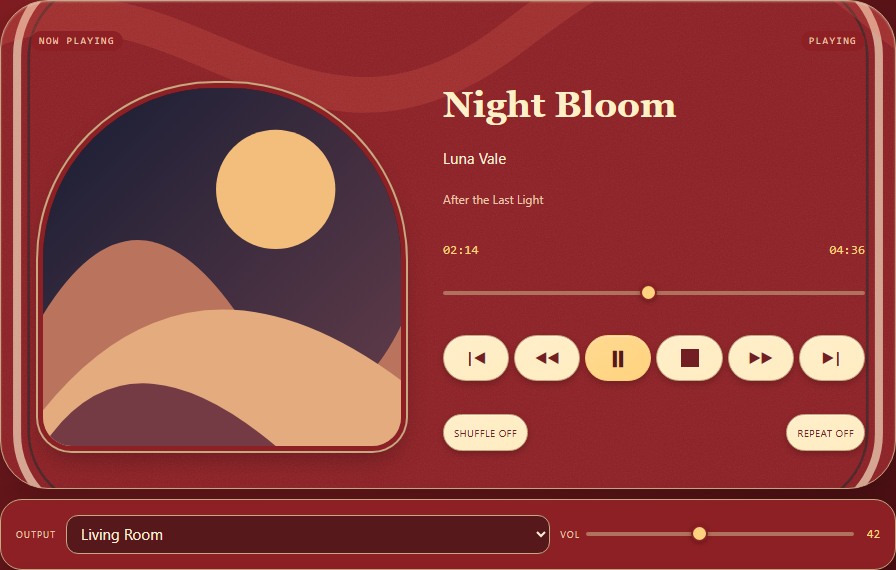 NOW PLAYING
PLAYING
Night Bloom
Luna Vale
After the Last Light
02:14
04:36
SHUFFLE OFF
REPEAT OFF
OUTPUT
Living Room
VOL
42